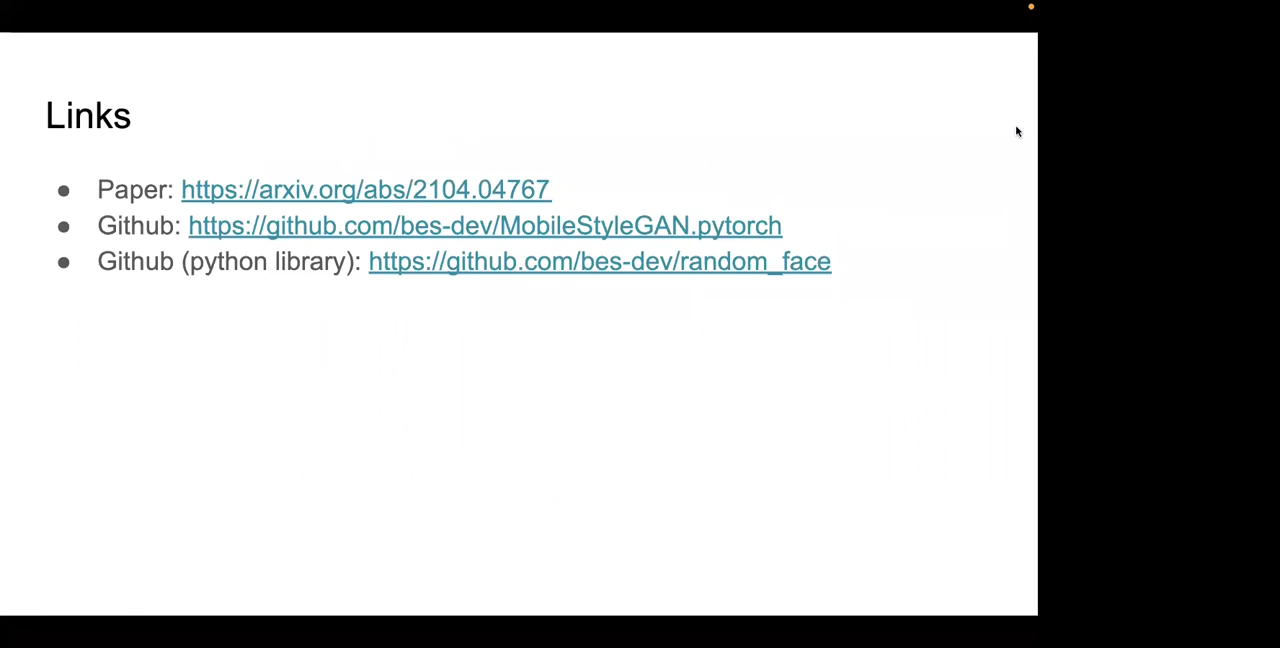 Links
● Paper: https://arxiv.org/abs/2104.04767
● Github: https://github.com/bes-dev/MobileStyleGAN.pytorch
● Github (python library): https://github.com/bes-dev/random_face